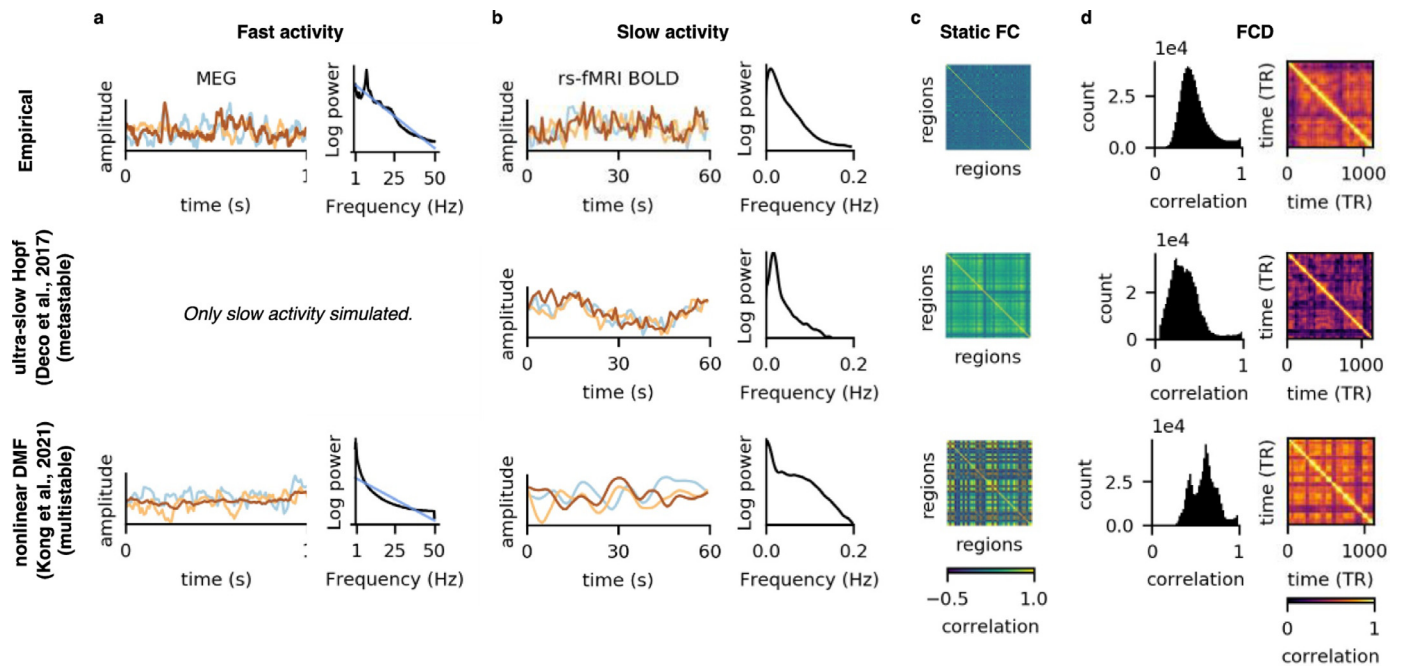 a
Fast activity
b
Slow activity
c
Static FC
d
FCD
Empirical
MEG
amplitude
0
1
time (s)
Log power
1 25 50
Frequency (Hz)
rs-fMRI BOLD
amplitude
0 30 60
time (s)
Log power
0.0 0.2
Frequency (Hz)
regions
regions
1e4
count
2.5
0.0
0 1
correlation
time (TR)
0 1000
time (TR)
ultra-slow Hopf
(Deco et al., 2017)
(metastable)
Only slow activity simulated.
amplitude
0 30 60
time (s)
Log power
0.0 0.2
Frequency (Hz)
regions
regions
1e4
count
2
0
0 1
correlation
time (TR)
0 1000
time (TR)
nonlinear DMF
(Kong et al., 2021)
(multistable)
amplitude
0
1
time (s)
Log power
1 25 50
Frequency (Hz)
amplitude
0 30 60
time (s)
Log power
0.0 0.2
Frequency (Hz)
regions
regions
−0.5 1.0
correlation
1e4
count
2.5
0.0
0 1
correlation
time (TR)
0 1000
time (TR)
0 1
correlation